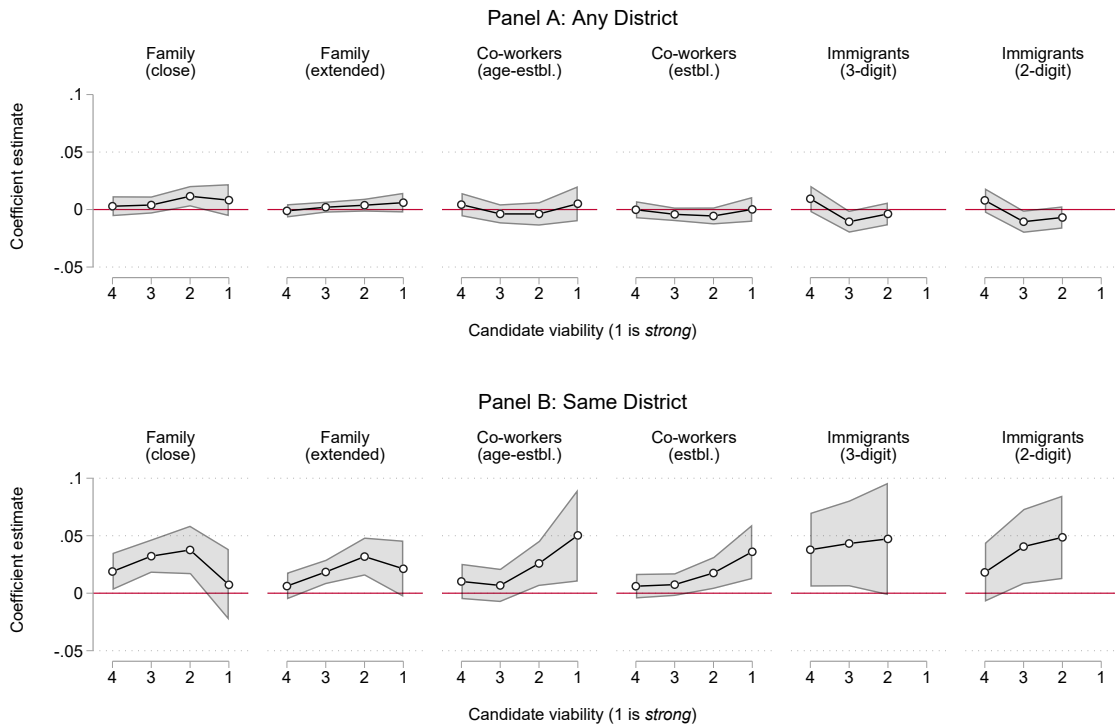 Panel A: Any District
Family Family Co-workers Co-workers Immigrants Immigrants
(close) (extended) (age-estbl.) (estbl.) (3-digit) (2-digit)
Coefficient estimate
.1
.05
0
-.05
4 3 2 1 4 3 2 1 4 3 2 1 4 3 2 1 4 3 2 1 4 3 2 1
Candidate viability (1 is strong)
Panel B: Same District
Family Family Co-workers Co-workers Immigrants Immigrants
(close) (extended) (age-estbl.) (estbl.) (3-digit) (2-digit)
Coefficient estimate
.1
.05
0
-.05
4 3 2 1 4 3 2 1 4 3 2 1 4 3 2 1 4 3 2 1 4 3 2 1
Candidate viability (1 is strong)